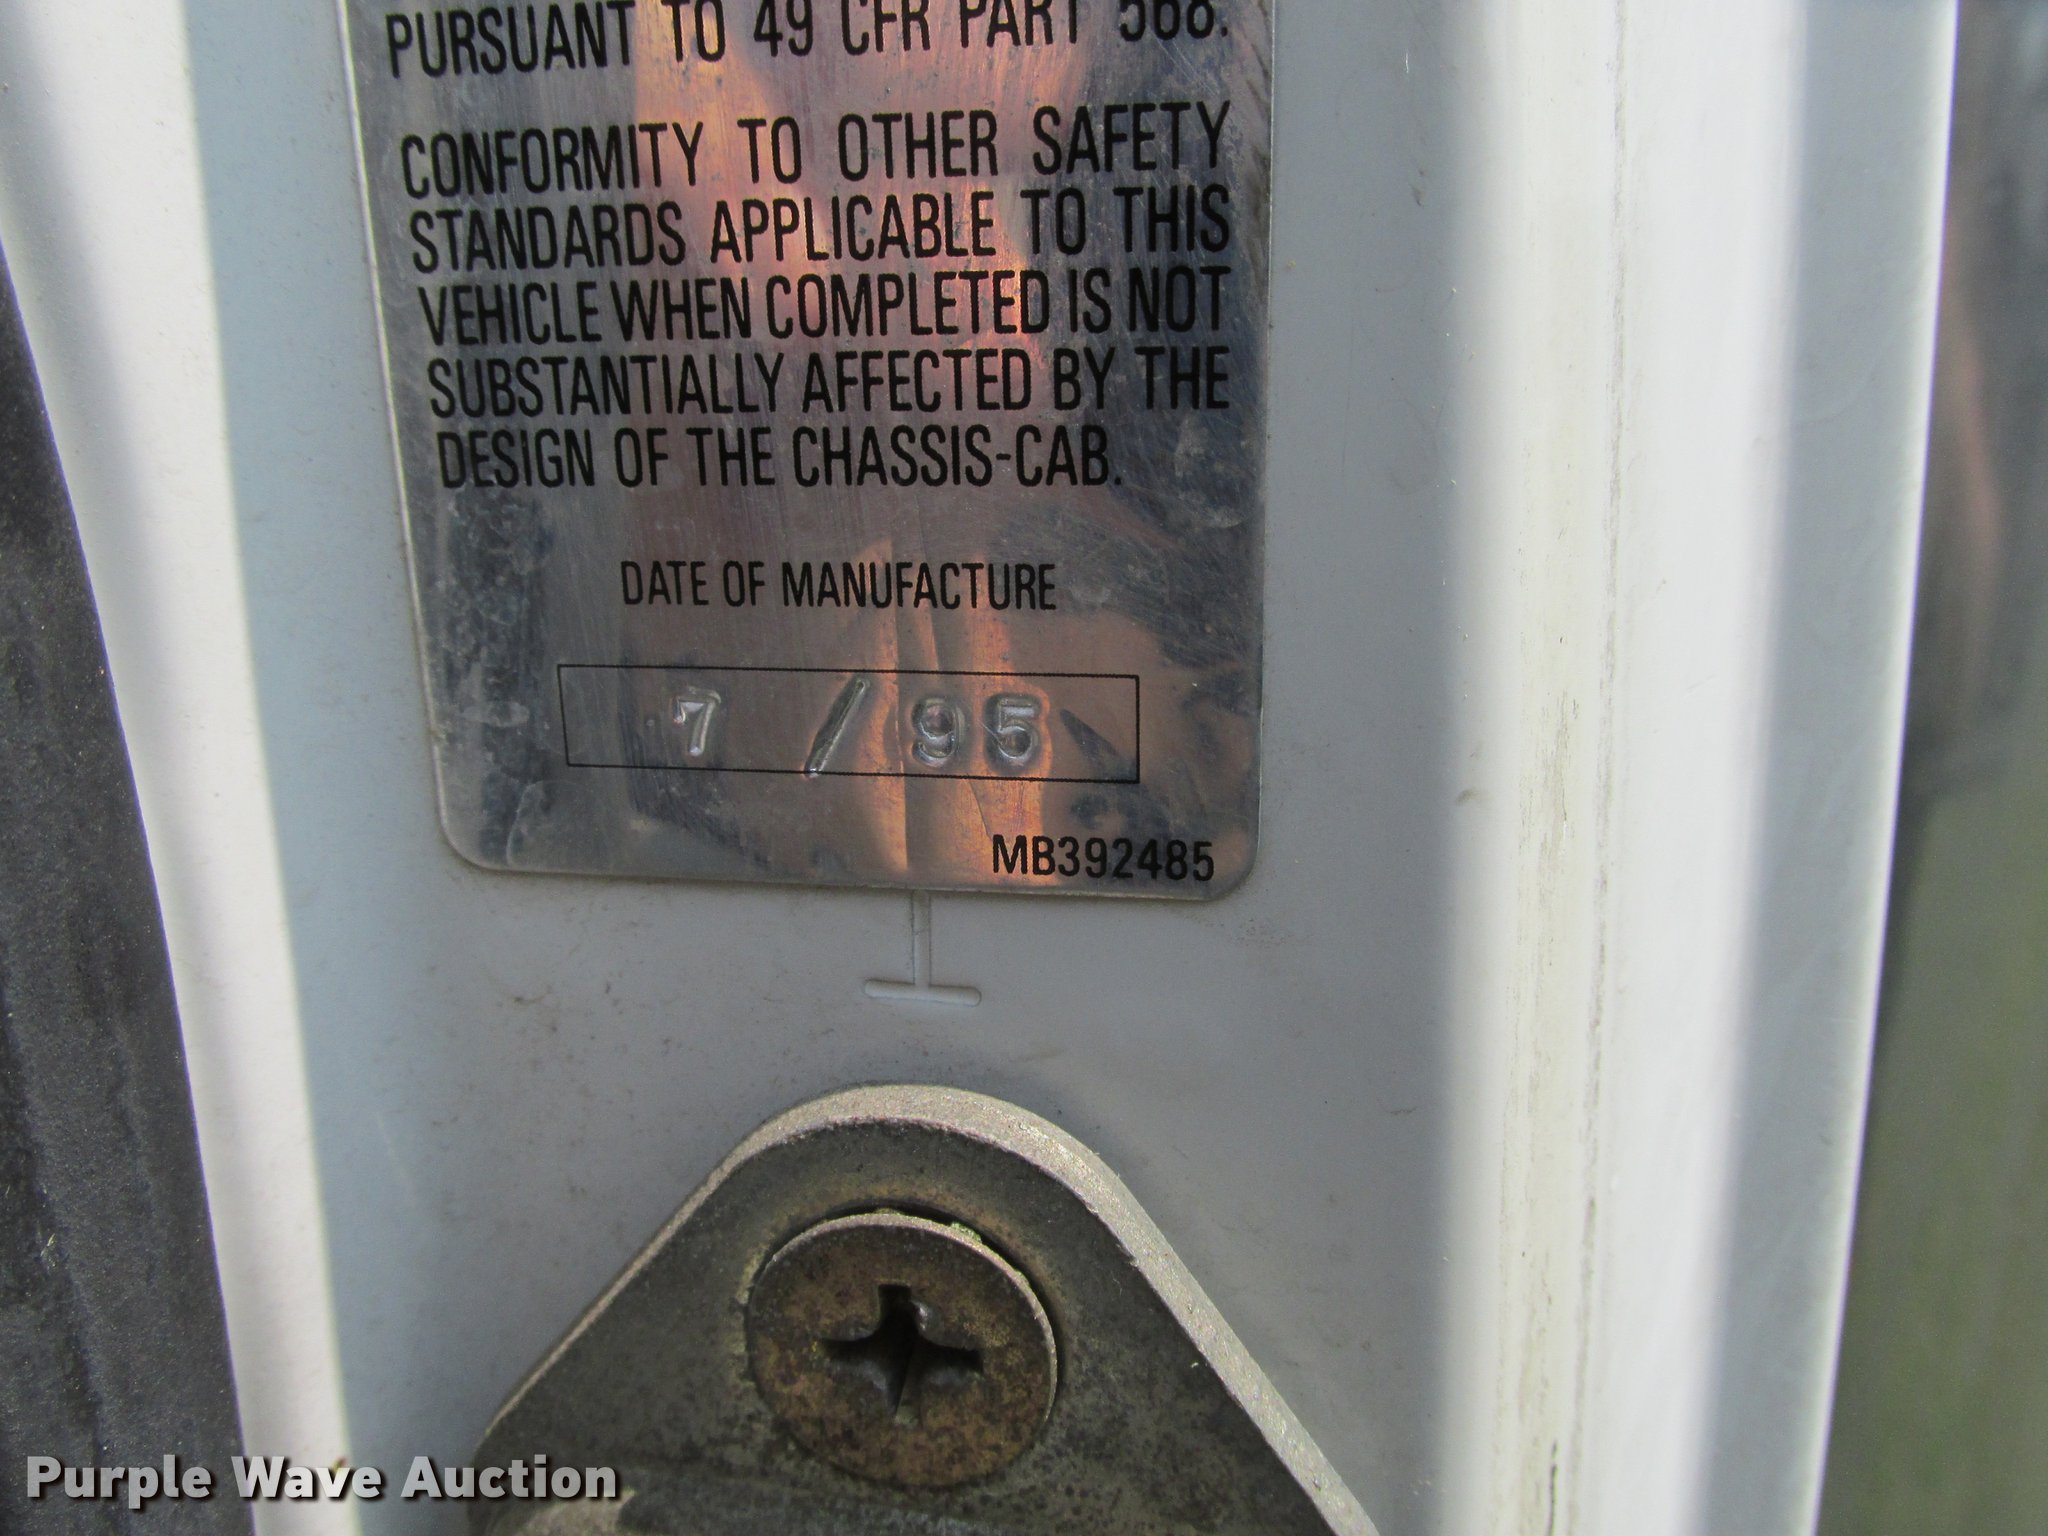 PURSUANT TO 49 CFR PART 568.
CONFORMITY TO OTHER SAFETY
STANDARDS APPLICABLE TO THIS
VEHICLE WHEN COMPLETED IS NOT
SUBSTANTIALLY AFFECTED BY THE
DESIGN OF THE CHASSIS-CAB.
DATE OF MANUFACTURE
7 / 95
MB392485
Purple Wave Auction